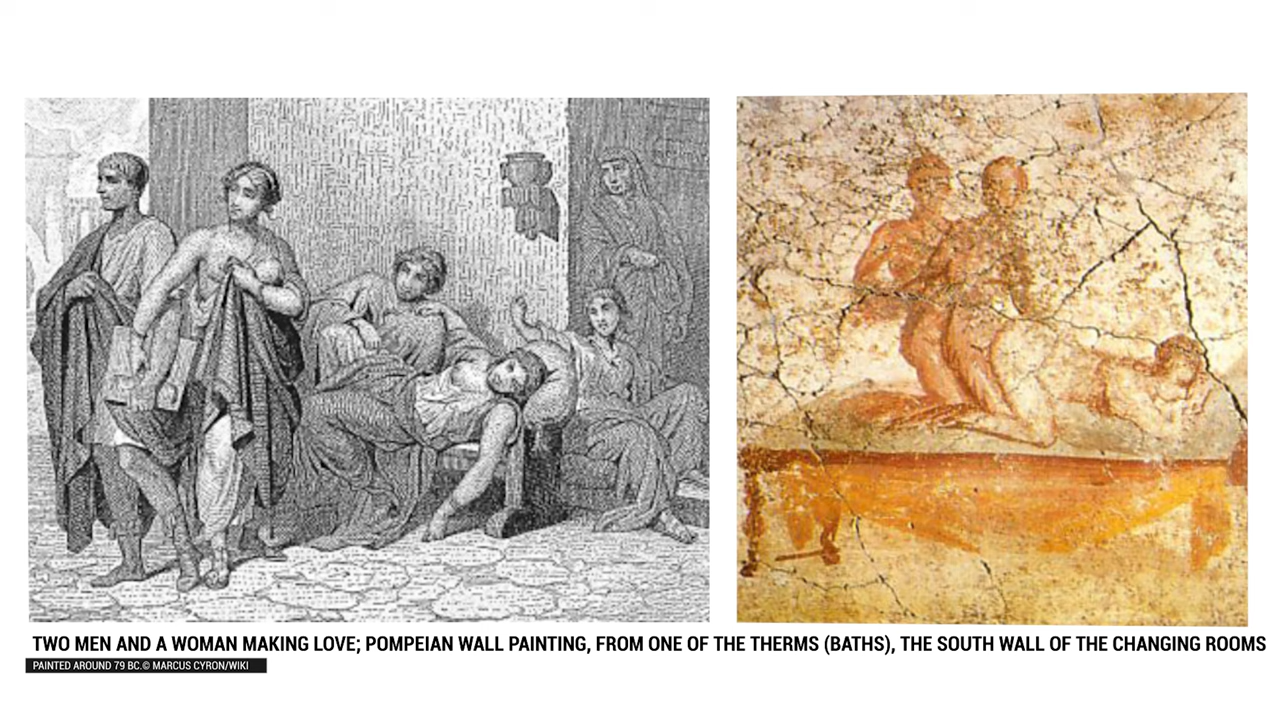 TWO MEN AND A WOMAN MAKING LOVE; POMPEIAN WALL PAINTING, FROM ONE OF THE THERMS (BATHS), THE SOUTH WALL OF THE CHANGING ROOMS
PAINTED AROUND 79 BC.© MARCUS CYRON/WIKI